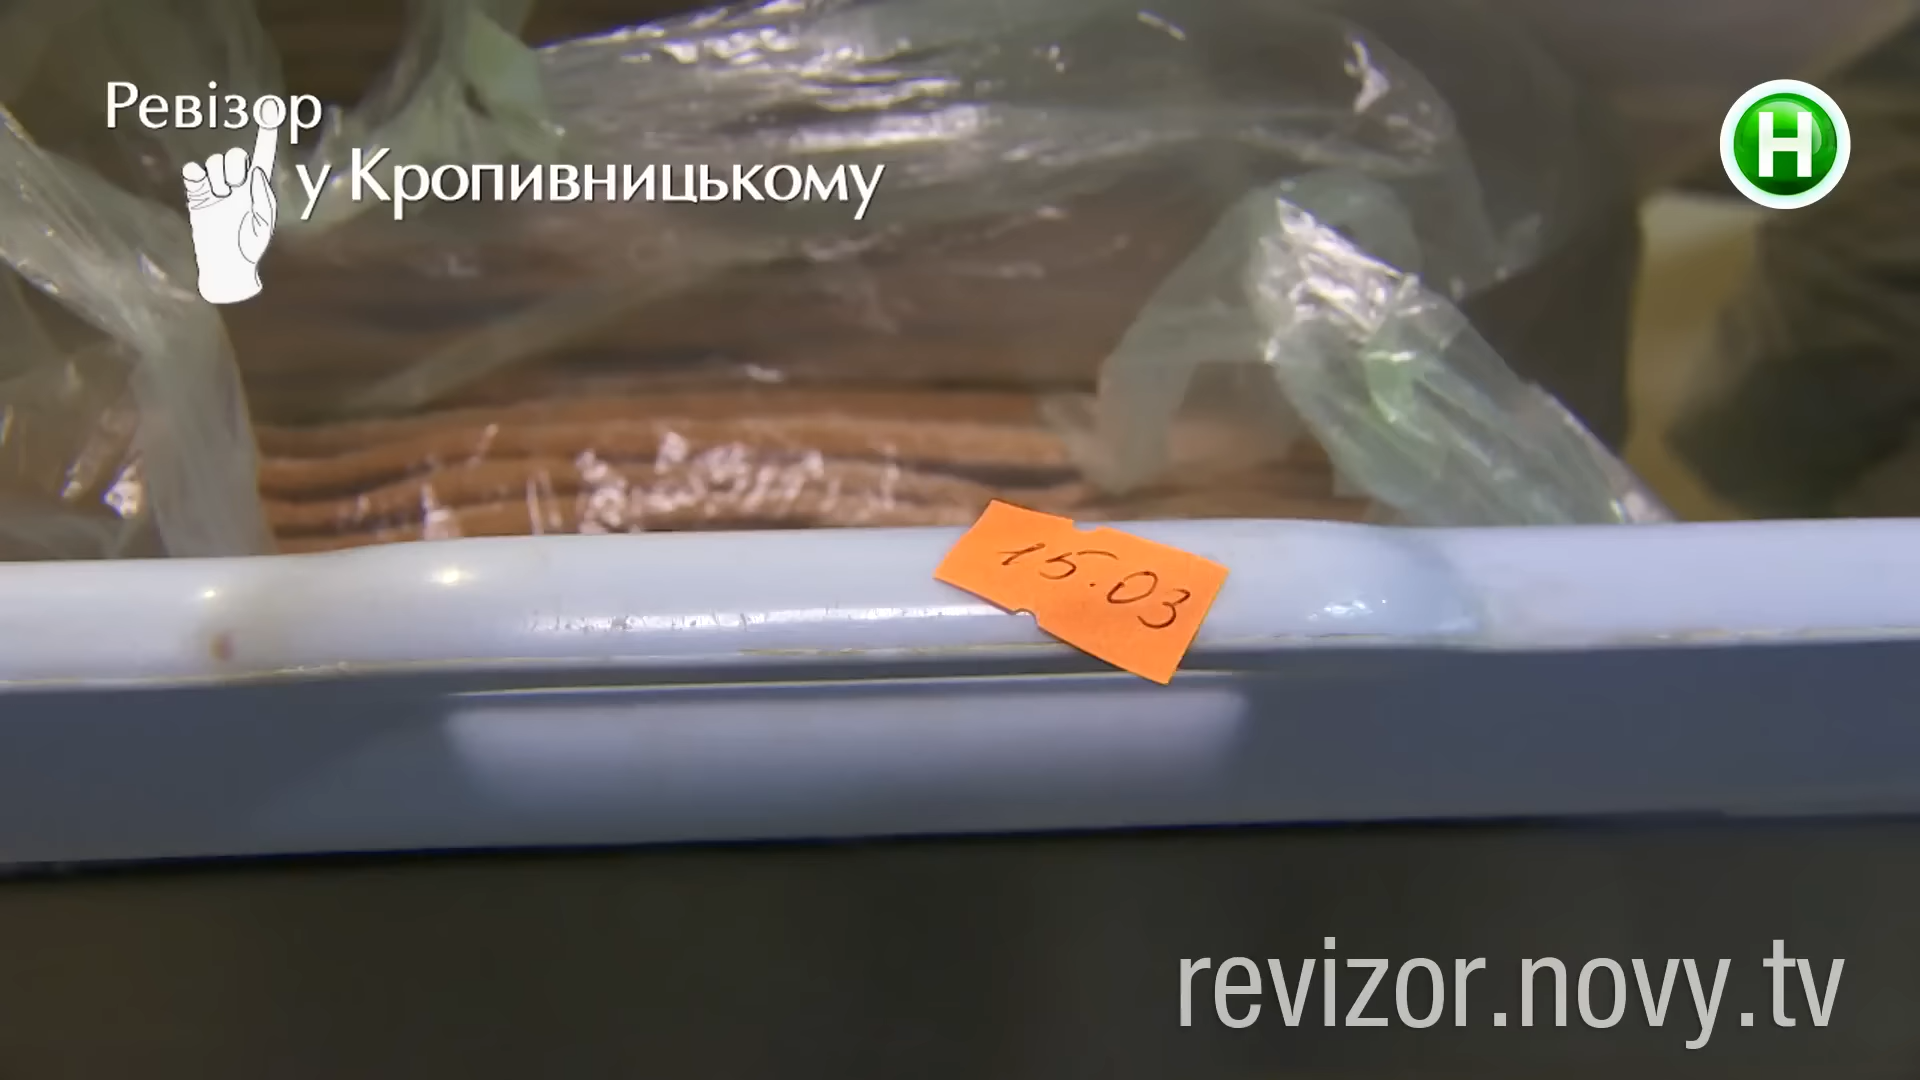 Ревізор
у Кропивницькому
H
15.03
revizor.novy.tv